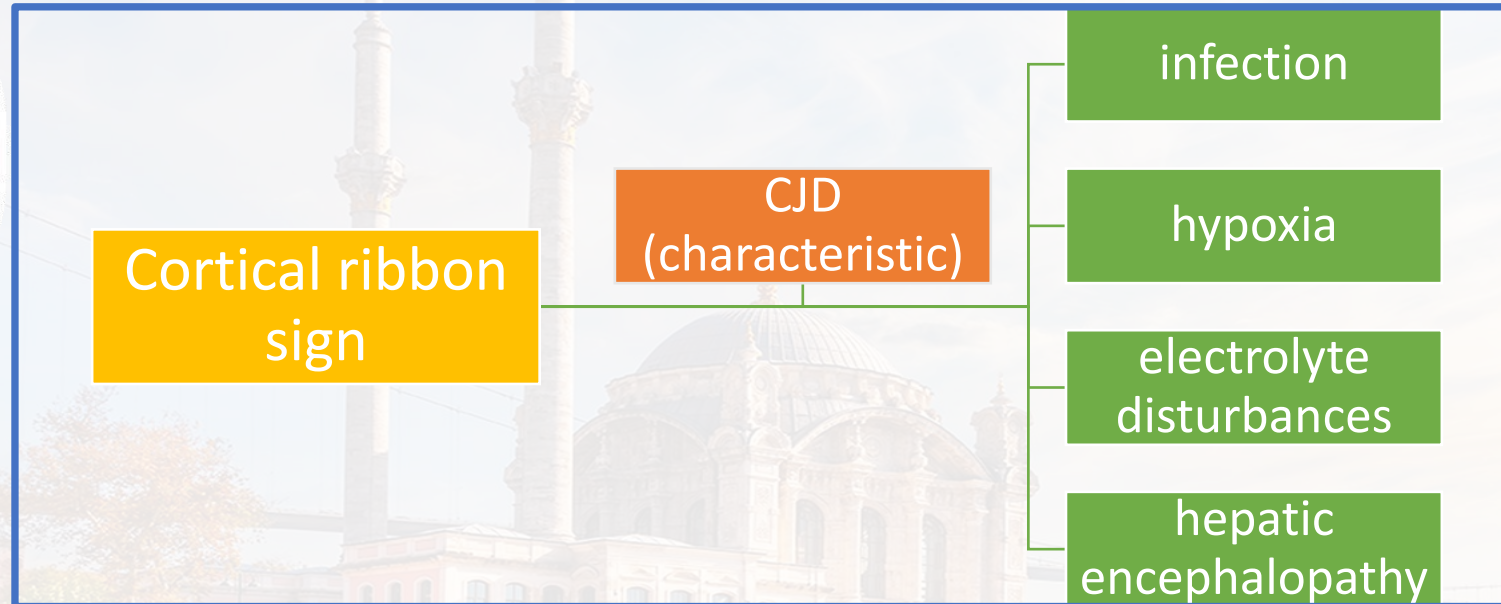 Cortical ribbon
sign
CJD
(characteristic)
infection
hypoxia
electrolyte
disturbances
hepatic
encephalopathy